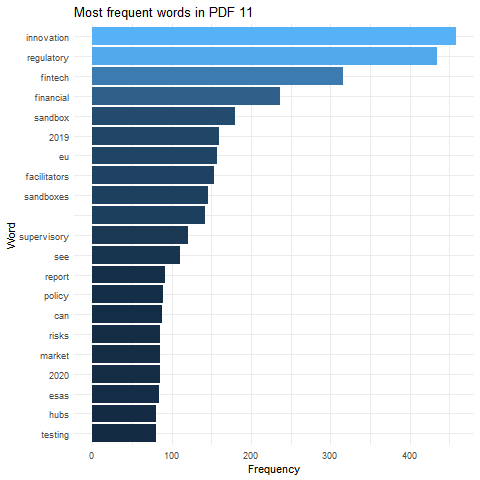 Most frequent words in PDF 11
innovation
regulatory
fintech
financial
sandbox
2019
eu
facilitators
sandboxes
supervisory
see
report
policy
can
risks
market
2020
esas
hubs
testing
Word
0 100 200 300 400
Frequency